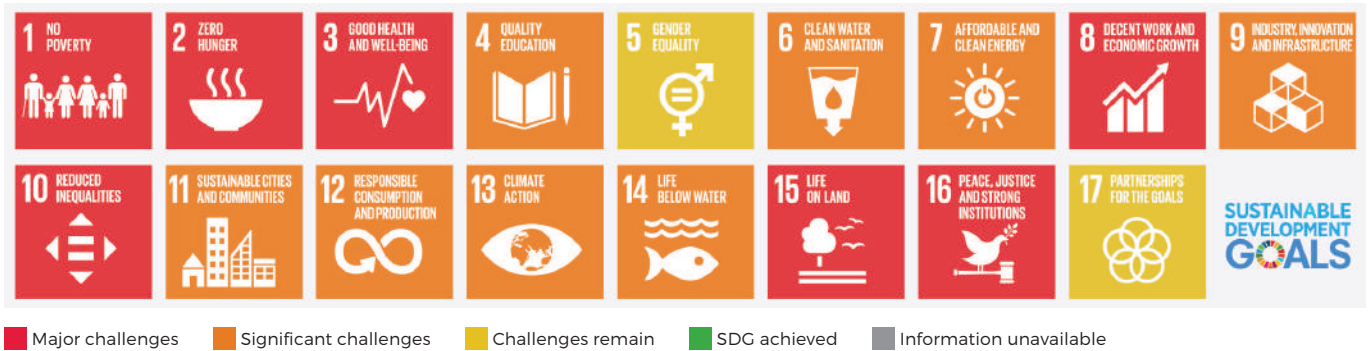 1 NO
POVERTY
2 ZERO
HUNGER
3 GOOD HEALTH
AND WELL-BEING
4 QUALITY
EDUCATION
5 GENDER
EQUALITY
6 CLEAN WATER
AND SANITATION
7 AFFORDABLE AND
CLEAN ENERGY
8 DECENT WORK AND
ECONOMIC GROWTH
9 INDUSTRY, INNOVATION
AND INFRASTRUCTURE
10 REDUCED
INEQUALITIES
11 SUSTAINABLE CITIES
AND COMMUNITIES
12 RESPONSIBLE
CONSUMPTION
AND PRODUCTION
13 CLIMATE
ACTION
14 LIFE
BELOW WATER
15 LIFE
ON LAND
16 PEACE, JUSTICE
AND STRONG
INSTITUTIONS
17 PARTNERSHIPS
FOR THE GOALS
SUSTAINABLE
DEVELOPMENT
GOALS
Major challenges
Significant challenges
Challenges remain
SDG achieved
Information unavailable